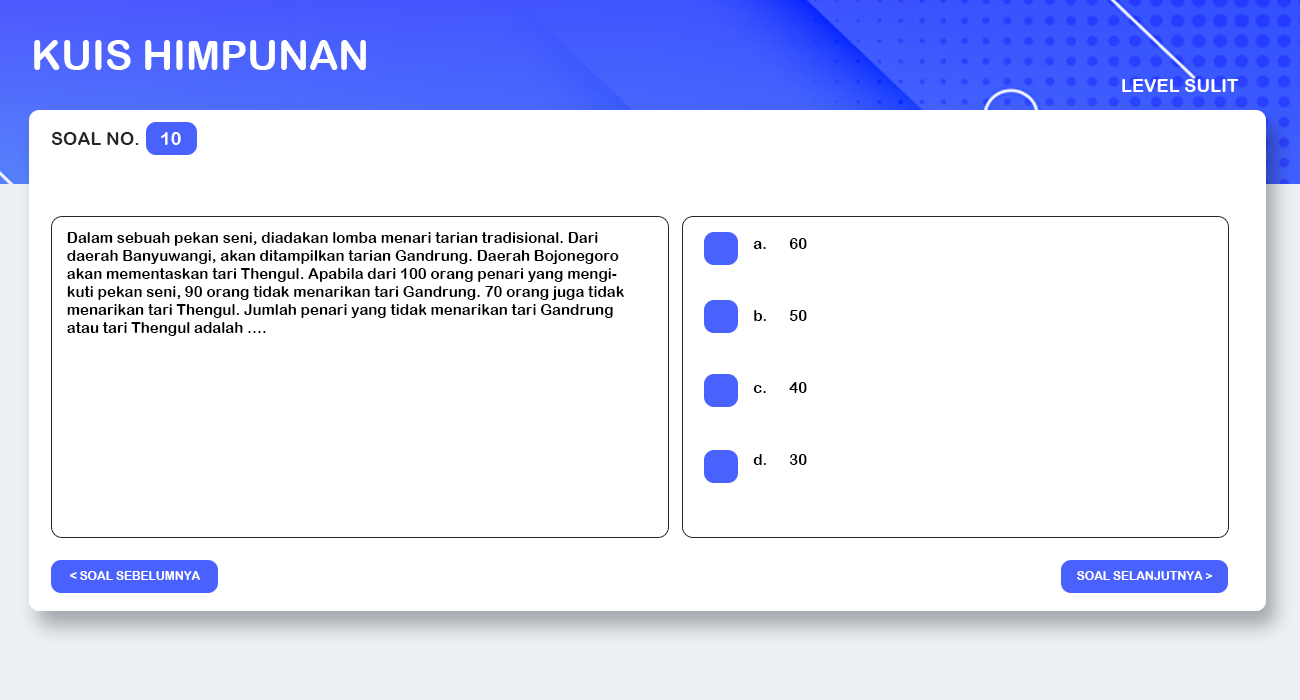 KUIS HIMPUNAN
LEVEL SULIT
SOAL NO. 10
Dalam sebuah pekan seni, diadakan lomba menari tarian tradisional. Dari
daerah Banyuwangi, akan ditampilkan tarian Gandrung. Daerah Bojonegoro
akan mementaskan tari Thengul. Apabila dari 100 orang penari yang mengi-
kuti pekan seni, 90 orang tidak menarikan tari Gandrung. 70 orang juga tidak
menarikan tari Thengul. Jumlah penari yang tidak menarikan tari Gandrung
atau tari Thengul adalah ....
a. 60
b. 50
c. 40
d. 30
< SOAL SEBELUMNYA
SOAL SELANJUTNYA >